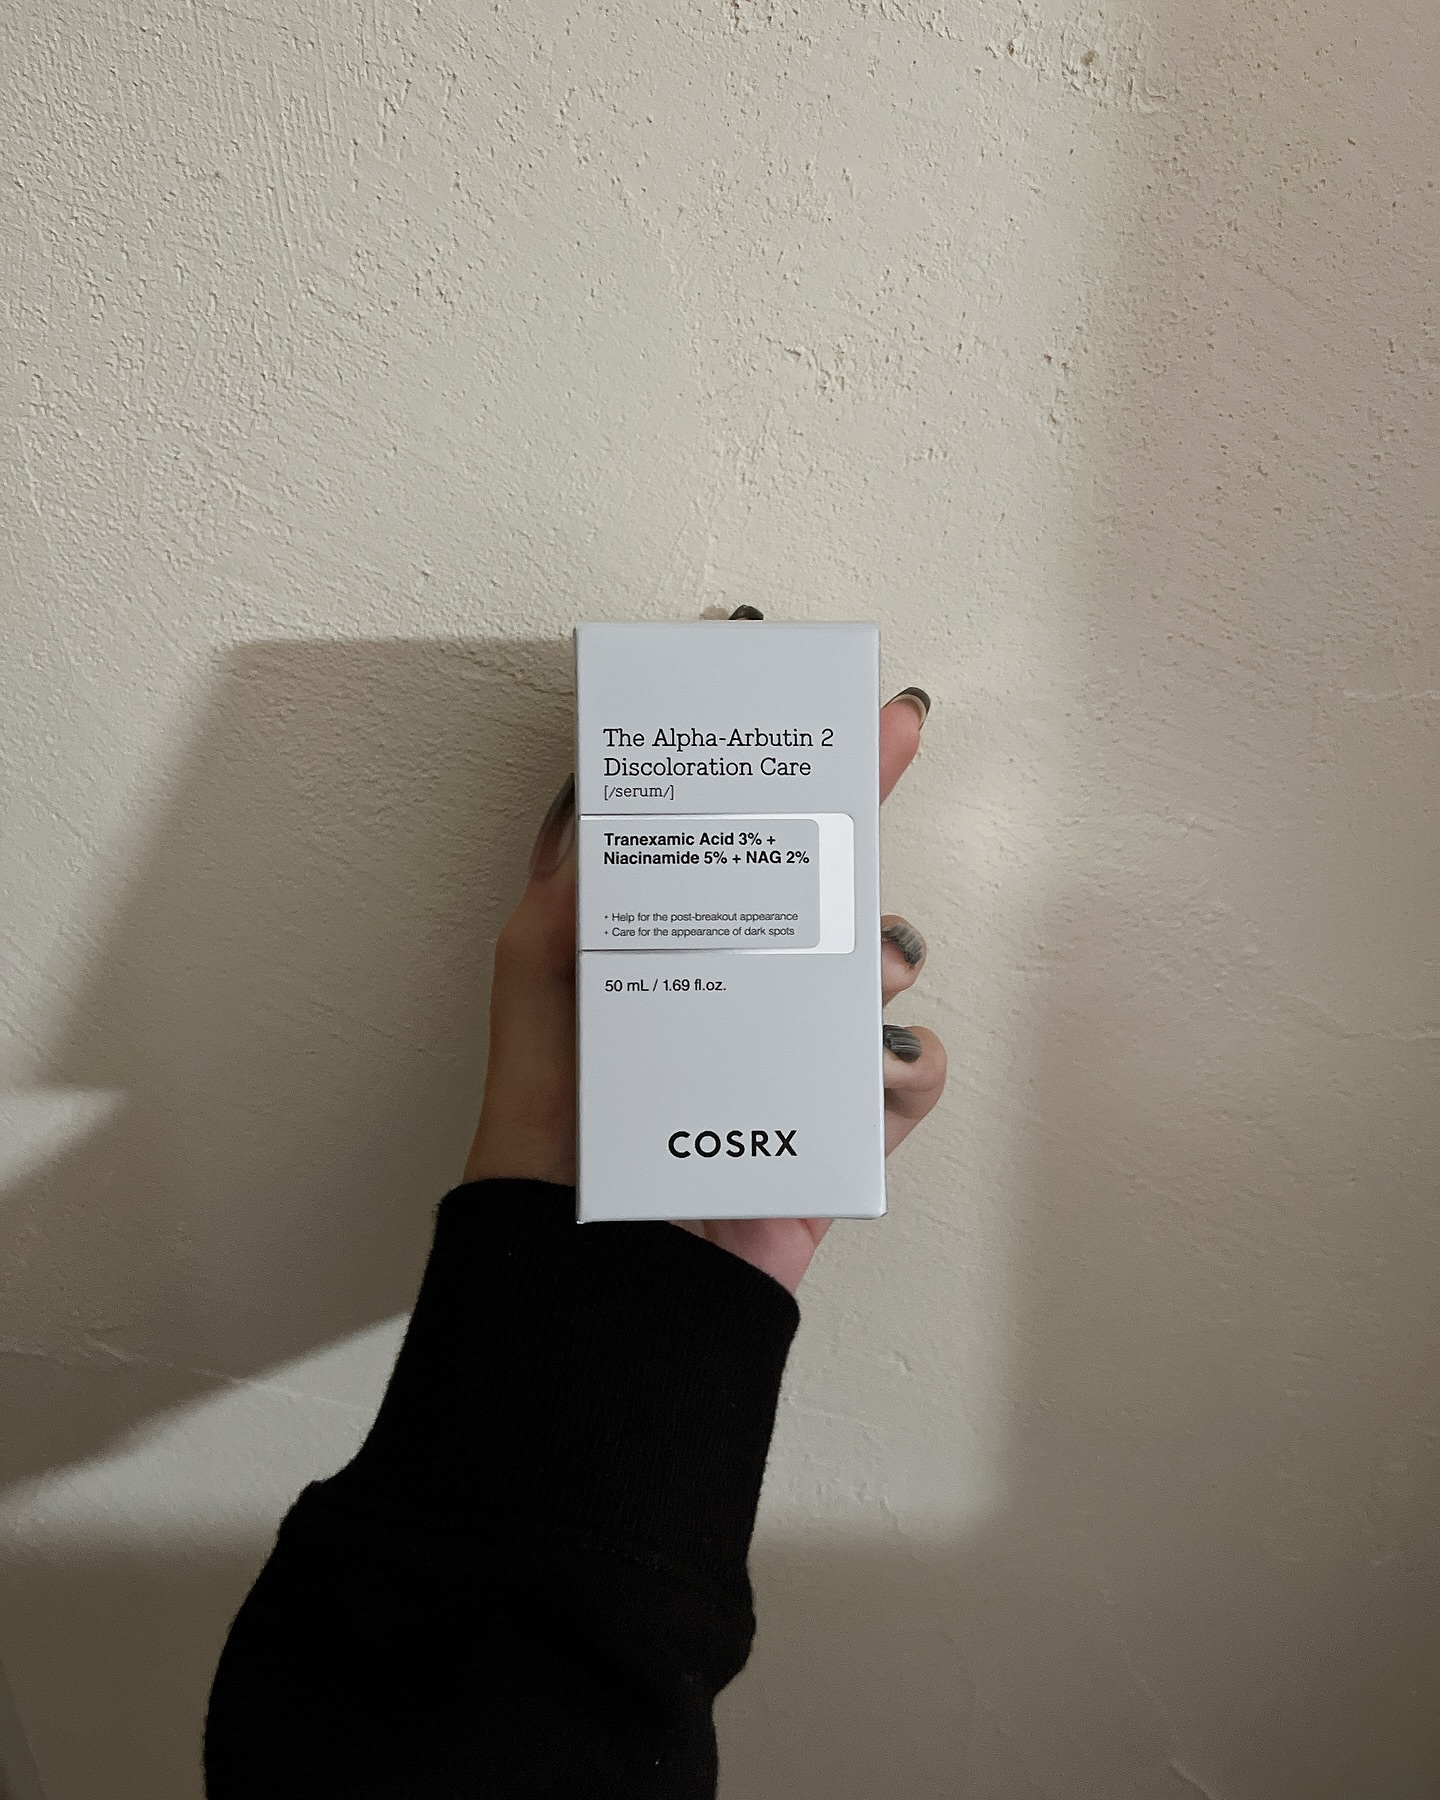 The Alpha-Arbutin 2
Discoloration Care
[/serum/]
Tranexamic Acid 3% +
Niacinamide 5% + NAG 2%
+ Help for the post-breakout appearance
+ Care for the appearance of dark spots
50 mL / 1.69 fl.oz.
COSRX